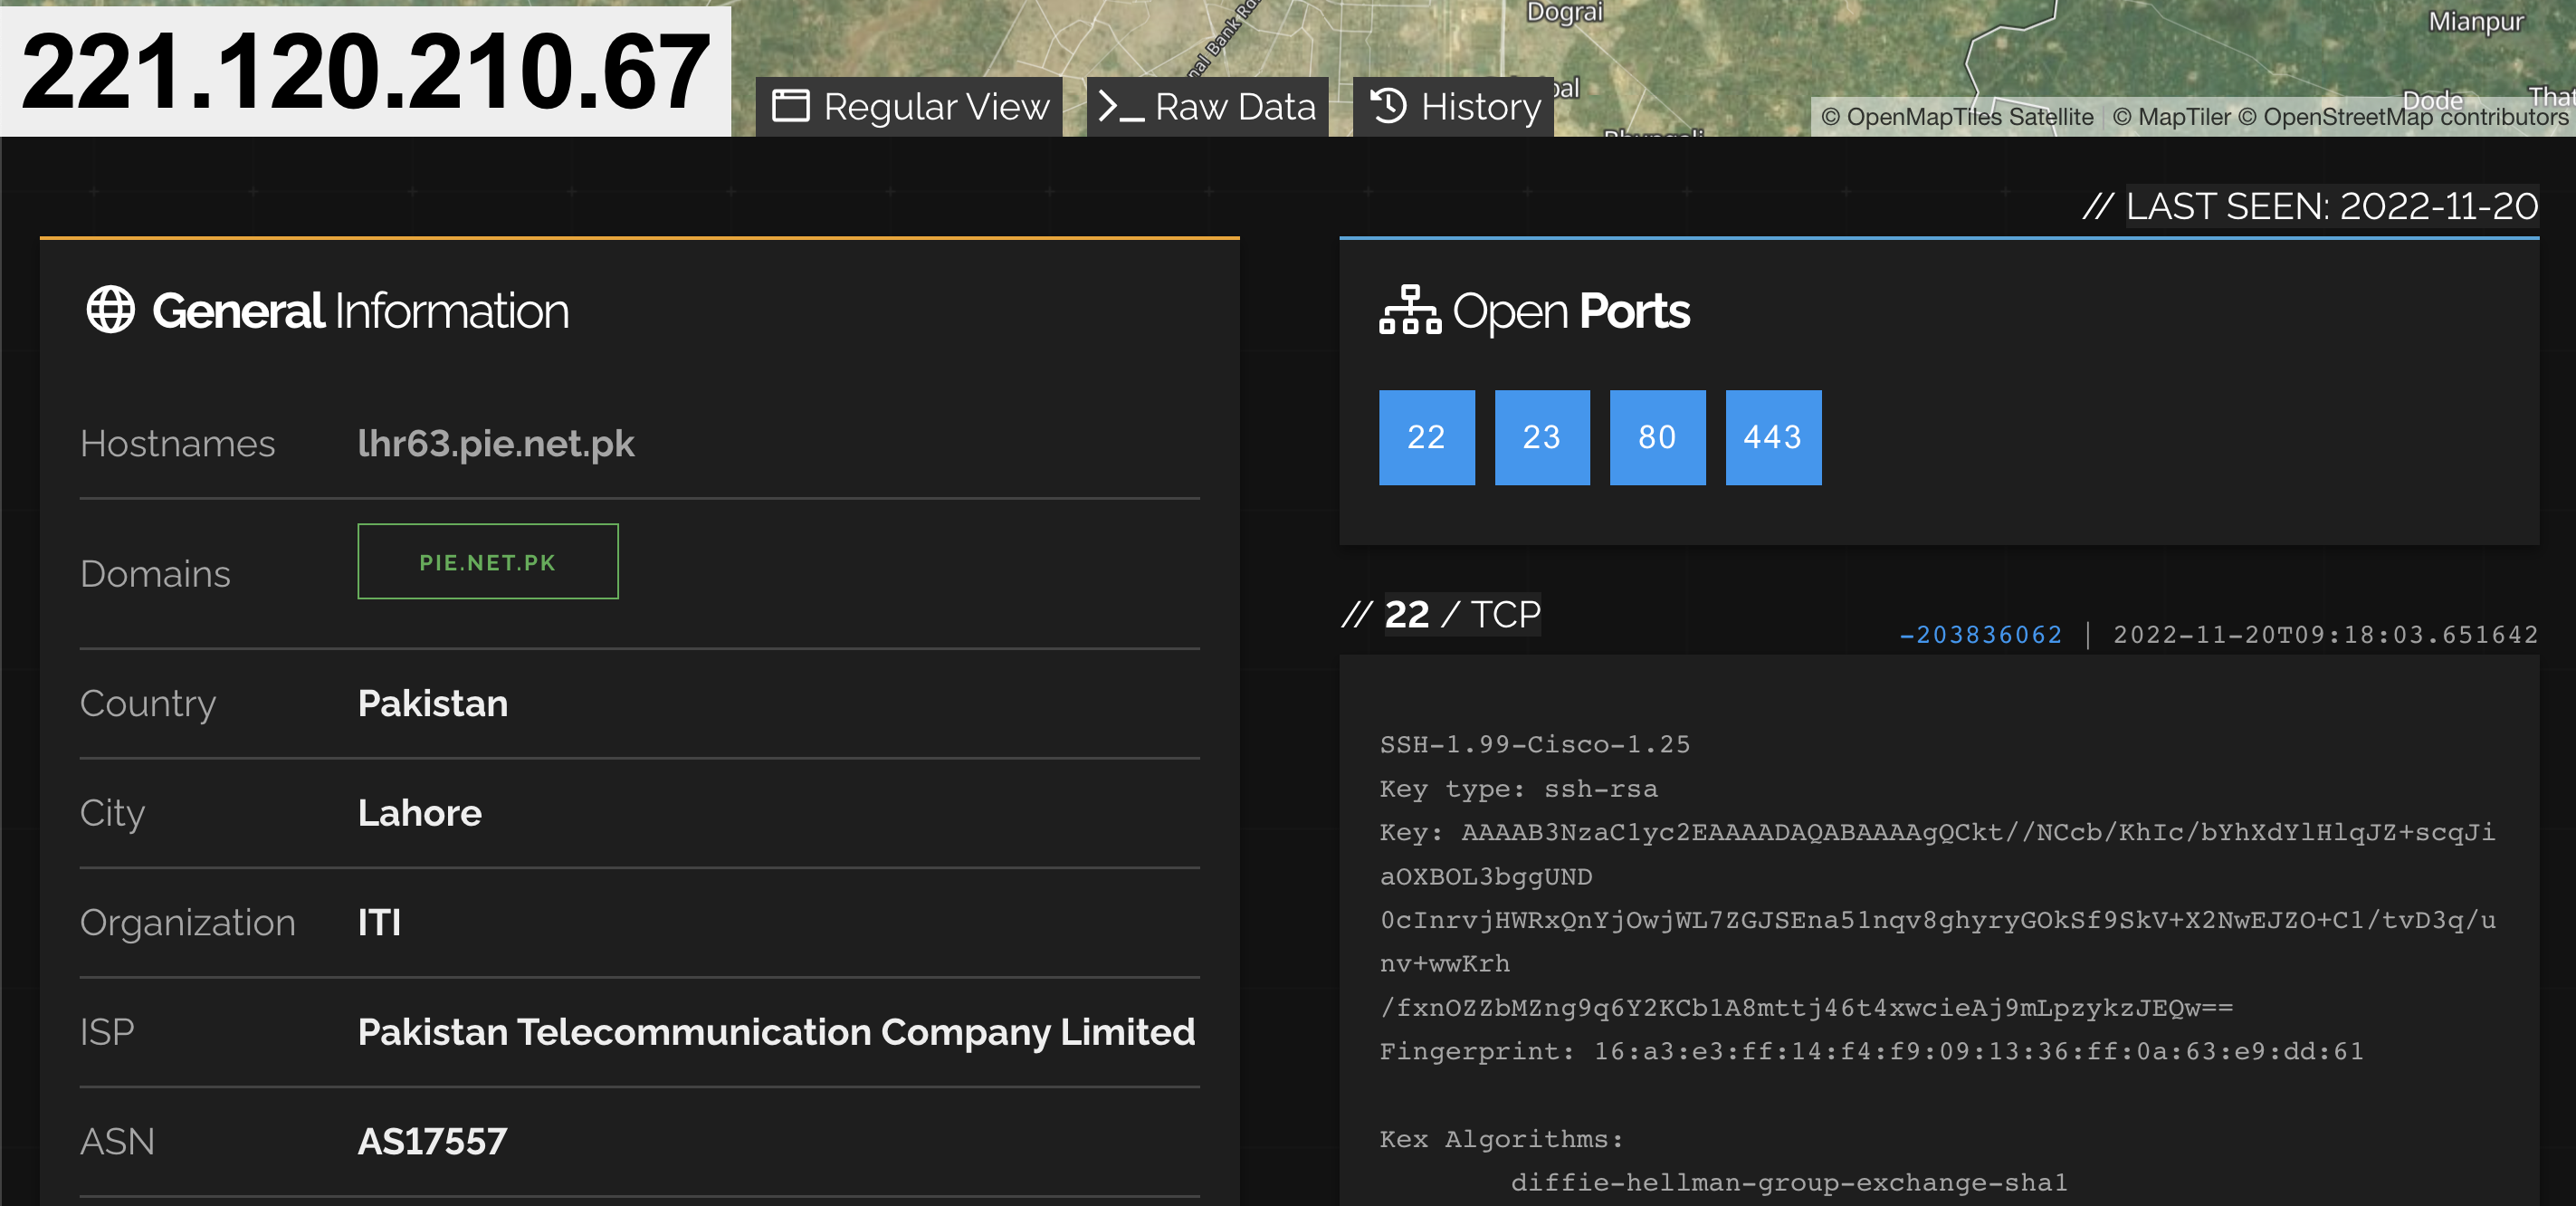 Dograi
Mianpur
221.120.210.67
nal Bank Rd
Regular View
Raw Data
History
Dode
© OpenMapTiles Satellite | © MapTiler © OpenStreetMap contributors
// LAST SEEN: 2022-11-20
General Information
Hostnames lhr63.pie.net.pk
Domains PIE.NET.PK
Country Pakistan
City Lahore
Organization ITI
ISP Pakistan Telecommunication Company Limited
ASN AS17557
Open Ports
22 23 80 443
// 22 / TCP
-203836062 | 2022-11-20T09:18:03.651642
SSH-1.99-Cisco-1.25
Key type: ssh-rsa
Key: AAAAB3NzaC1yc2EAAAADAQABAAAAgQCkt//NCcb/KhIc/bYhXdYlHlqJZ+scqJi
aOXBOL3bggUND
0cInrvjHWRxQnYjOwjWL7ZGJSEna51nqv8ghyryGOkSf9SkV+X2NwEJZO+C1/tvD3q/u
nv+wwKrh
/fxnOZZbMZng9q6Y2KCb1A8mttj46t4xwcieAj9mLpzykzJEQw==
Fingerprint: 16:a3:e3:ff:14:f4:f9:09:13:36:ff:0a:63:e9:dd:61
Kex Algorithms:
diffie-hellman-group-exchange-sha1